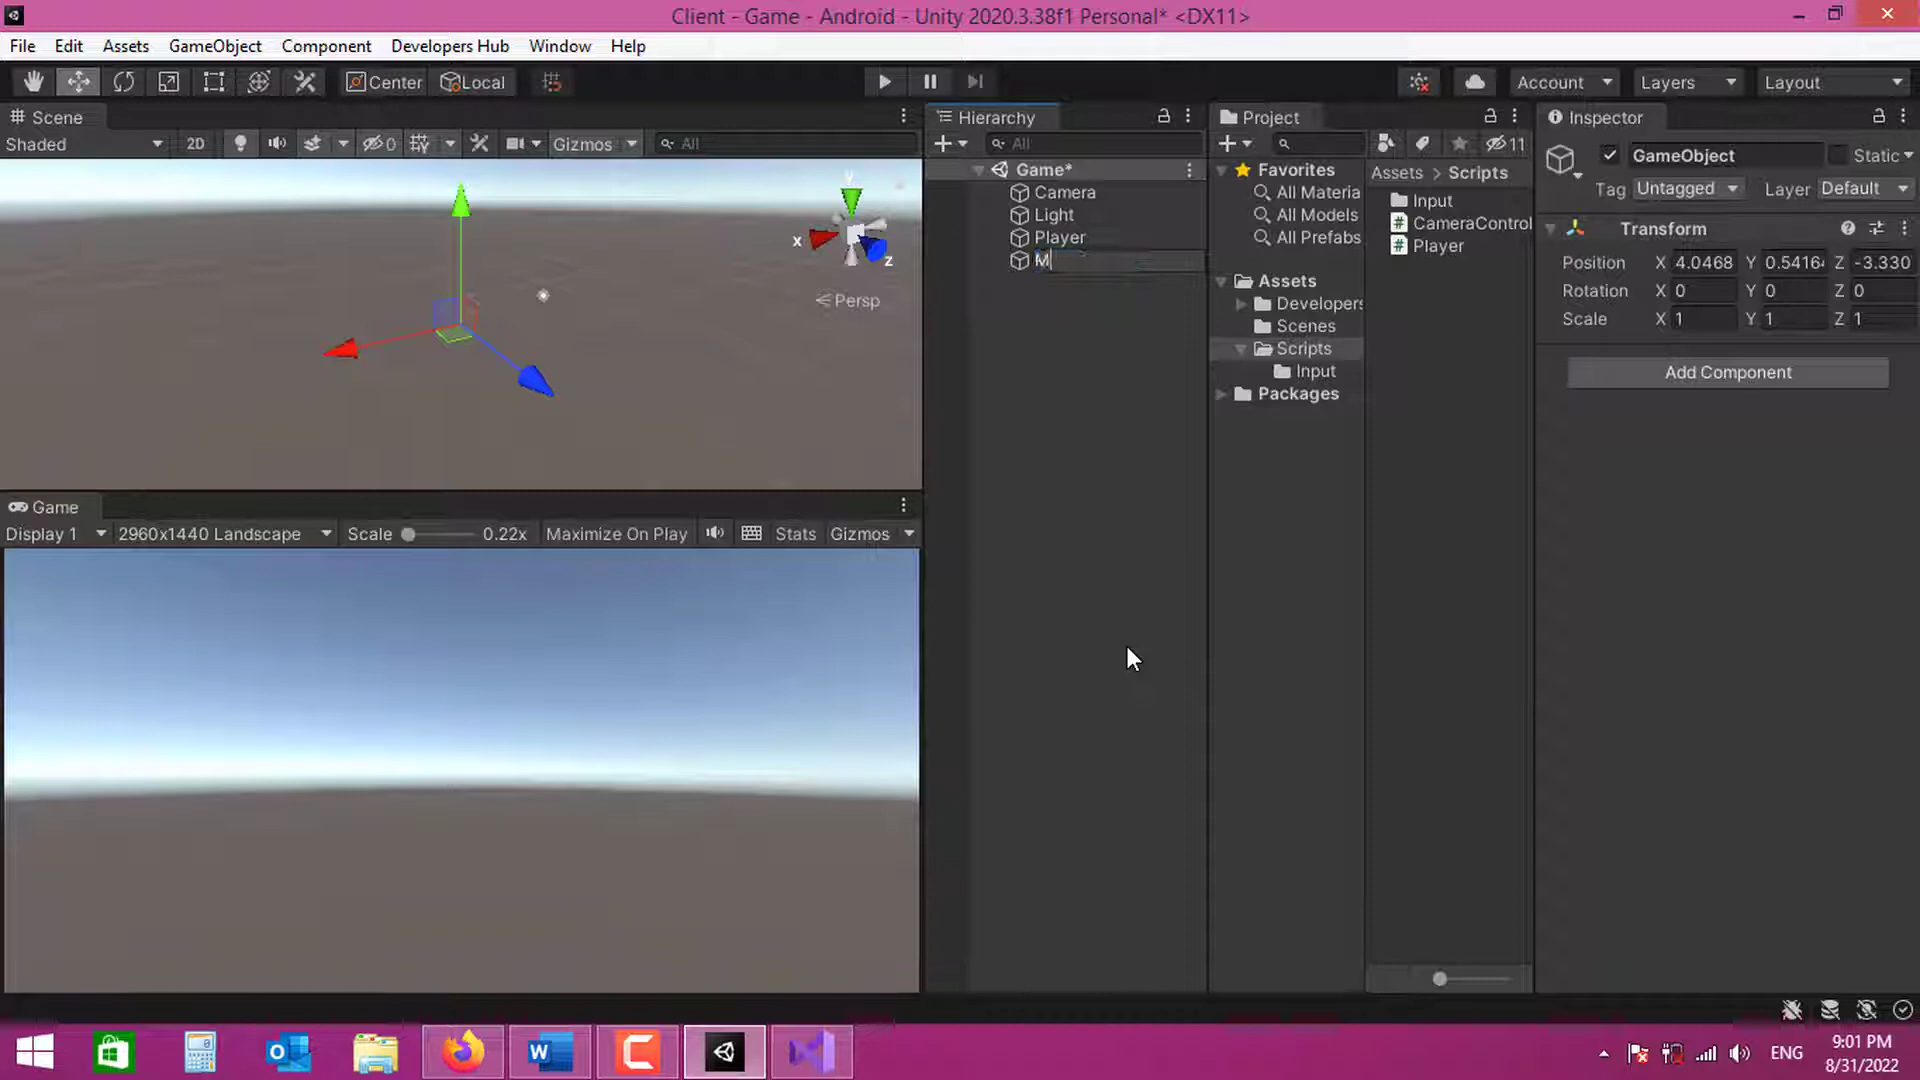 Client - Game - Android - Unity 2020.3.38f1 Personal* <DX11>
File Edit Assets GameObject Component Developers Hub Window Help
Center Local Account Layers Layout
Scene
Shaded 2D 0 Gizmos All
Persp
x
y
z
Game
Display 1 2960x1440 Landscape Scale 0.22x Maximize On Play Stats Gizmos
Hierarchy
All
Game*
Camera
Light
Player
M
Project
11
Favorites
All Materia
All Models
All Prefabs
Assets
Developers
Scenes
Scripts
Input
Packages
Assets > Scripts
Input
CameraControl
Player
Inspector
GameObject Static
Tag Untagged Layer Default
Transform
Position X 4.0468 Y 0.5416 Z -3.330
Rotation X 0 Y 0 Z 0
Scale X 1 Y 1 Z 1
Add Component
ENG
9:01 PM
8/31/2022